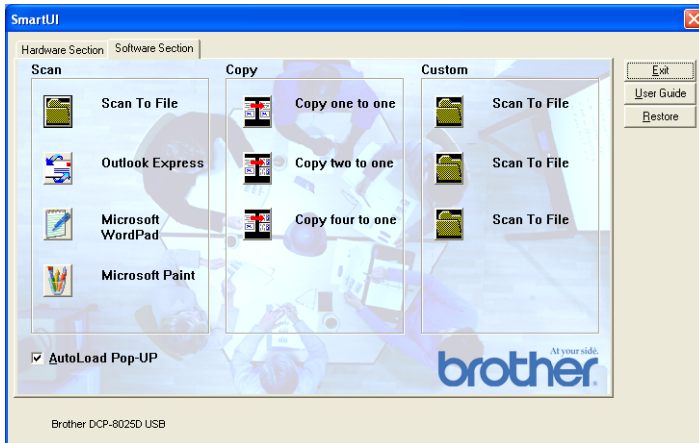 SmartUI
Hardware Section
Software Section
Scan
Copy
Custom
Scan To File
Outlook Express
Microsoft
WordPad
Microsoft Paint
Copy one to one
Copy two to one
Copy four to one
Scan To File
Scan To File
Scan To File
AutoLoad Pop-UP
At your side.
brother.
Exit
User Guide
Restore
Brother DCP-8025D USB